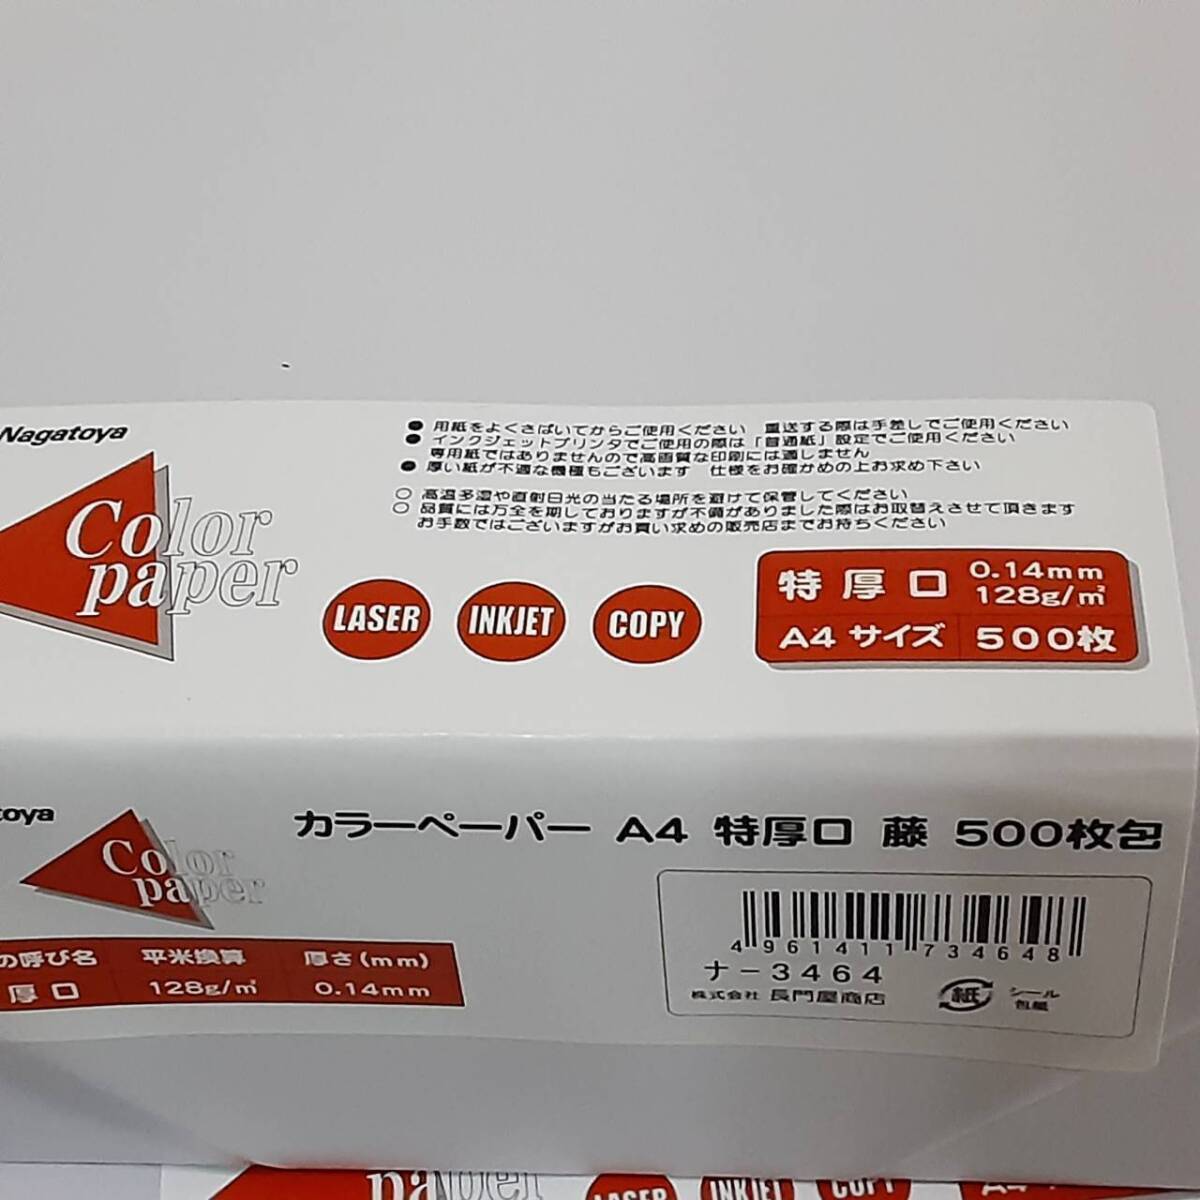 Nagatoya
Color
paper
● 用紙をよくさばいてからご使用ください 重送する際は手差しでご使用ください
● インクジェットプリンタでご使用の際は「普通紙」設定でご使用ください
専用紙ではありませんので高画質な印刷には適しません
● 厚い紙が不適な機種もございます 仕様をお確かめの上お求め下さい
○ 高温多湿や直射日光の当たる場所を避けて保管してください
○ 品質には万全を期しておりますが不備がありました際はお取替えさせて頂きます
お手数ではございますがお買い求めの販売店までお持ちください
LASER
INKJET
COPY
特厚口 0.14mm
128g/㎡
A4サイズ 500枚
toya
Color
paper
カラーペーパー A4 特厚口 藤 500枚包
の呼び名 平米換算 厚さ(mm)
厚口 128g/㎡ 0.14mm
4961411734648
ナ-3464
株式会社 長門屋商店
紙
シール
包紙
Color
paper
LASER
INKJET
COPY
A4